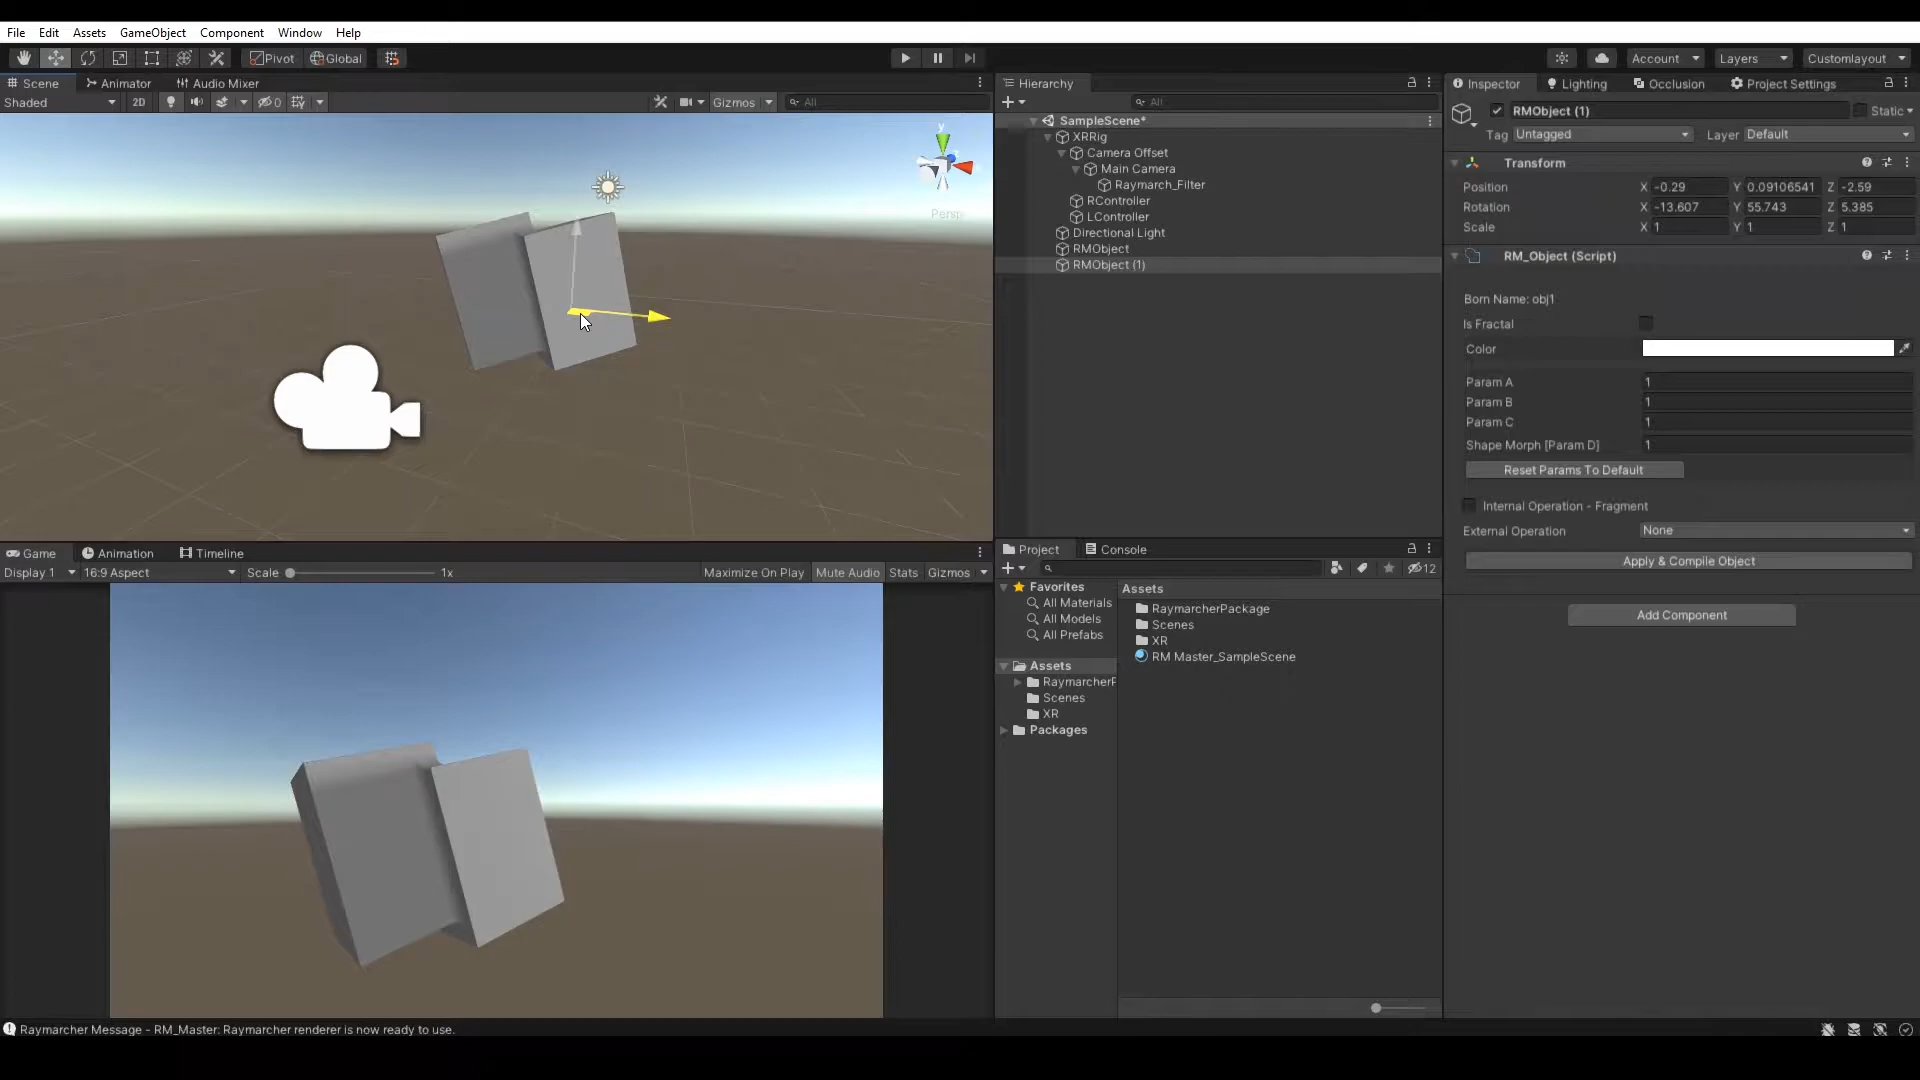 File Edit Assets GameObject Component Window Help
Pivot Global Account Layers Customlayout
Scene Animator Audio Mixer
Shaded 2D 0 Gizmos All
y
Persp
Hierarchy
All
SampleScene*
XRRig
Camera Offset
Main Camera
Raymarch_Filter
RController
LController
Directional Light
RMObject
RMObject (1)
Inspector Lighting Occlusion Project Settings
RMObject (1) Static
Tag Untagged Layer Default
Transform
Position X -0.29 Y 0.09106541 Z -2.59
Rotation X -13.607 Y 55.743 Z 5.385
Scale X 1 Y 1 Z 1
RM_Object (Script)
Born Name: obj1
Is Fractal
Color
Param A 1
Param B 1
Param C 1
Shape Morph [Param D] 1
Reset Params To Default
Internal Operation - Fragment
External Operation None
Apply & Compile Object
Add Component
Game Animation Timeline
Display 1 16:9 Aspect Scale 1x Maximize On Play Mute Audio Stats Gizmos
Project Console
12
Favorites
All Materials
All Models
All Prefabs
Assets
RaymarcherP
Scenes
XR
Packages
Assets
RaymarcherPackage
Scenes
XR
RM Master_SampleScene
Raymarcher Message - RM_Master: Raymarcher renderer is now ready to use.